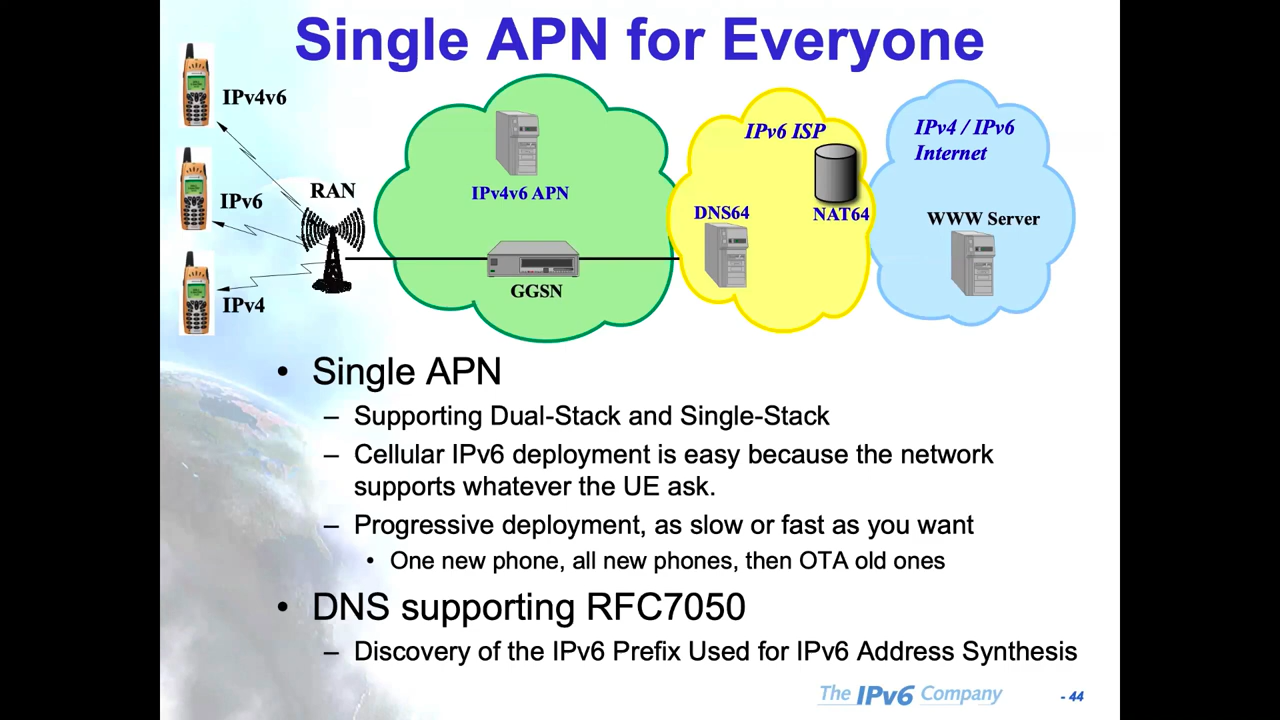 Single APN for Everyone
IPv4v6
IPv6
IPv4
RAN
IPv4v6 APN
GGSN
IPv6 ISP
DNS64
NAT64
IPv4 / IPv6
Internet
WWW Server
• Single APN
– Supporting Dual-Stack and Single-Stack
– Cellular IPv6 deployment is easy because the network
supports whatever the UE ask.
– Progressive deployment, as slow or fast as you want
• One new phone, all new phones, then OTA old ones
• DNS supporting RFC7050
– Discovery of the IPv6 Prefix Used for IPv6 Address Synthesis
The IPv6 Company
- 44